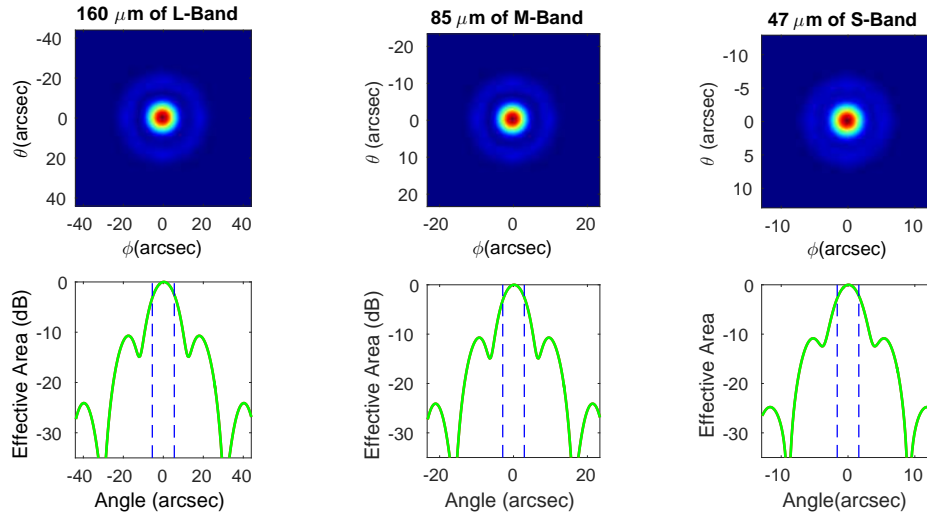 160 μm of L-Band
85 μm of M-Band
47 μm of S-Band
-40
-20
0
20
40
θ(arcsec)
-40 -20 0 20 40
ϕ(arcsec)
-20
-10
0
10
20
θ (arcsec)
-20 -10 0 10 20
ϕ(arcsec)
-10
-5
0
5
10
θ (arcsec)
-10 0 10
ϕ(arcsec)
0
-10
-20
-30
Effective Area (dB)
-40 -20 0 20 40
Angle (arcsec)
0
-10
-20
-30
Effective Area (dB)
-20 -10 0 10 20
Angle (arcsec)
0
-10
-20
-30
Effective Area
-10 0 10
Angle(arcsec)